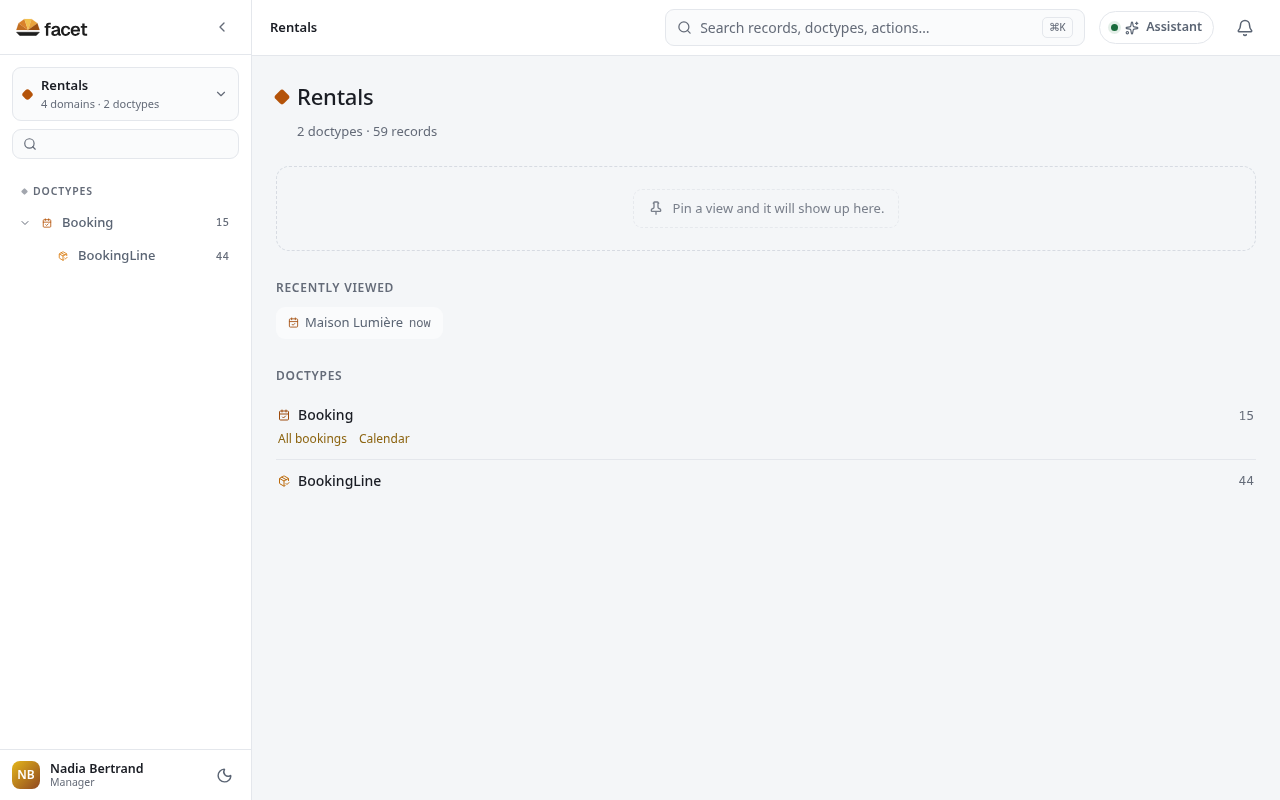 facet
Rentals
4 domains · 2 doctypes
DOCTYPES
Booking 15
BookingLine 44
Nadia Bertrand
Manager
NB
Rentals
Search records, doctypes, actions...
⌘K
Assistant
Rentals
2 doctypes · 59 records
Pin a view and it will show up here.
RECENTLY VIEWED
Maison Lumière now
DOCTYPES
Booking 15
All bookings Calendar
BookingLine 44